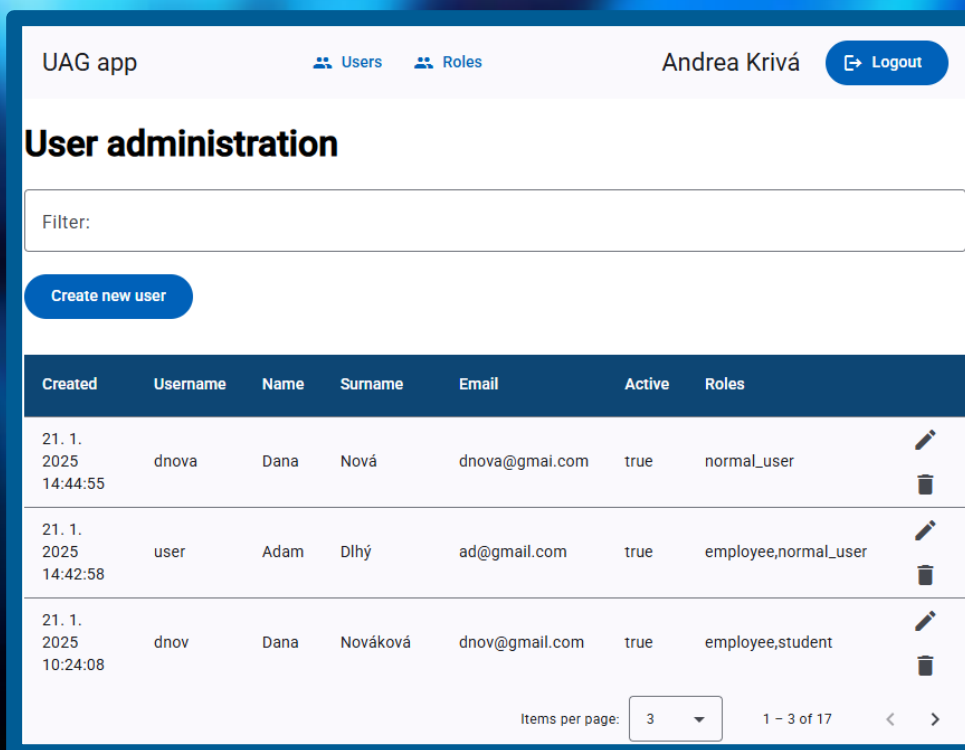 UAG app Users Roles Andrea Krivá Logout
User administration
Filter:
Create new user
Created Username Name Surname Email Active Roles
21. 1.
2025
14:44:55
dnova Dana Nová dnova@gmai.com true normal_user
21. 1.
2025
14:42:58
user Adam Dlhý ad@gmail.com true employee,normal_user
21. 1.
2025
10:24:08
dnov Dana Nováková dnov@gmail.com true employee,student
Items per page: 3 1 – 3 of 17